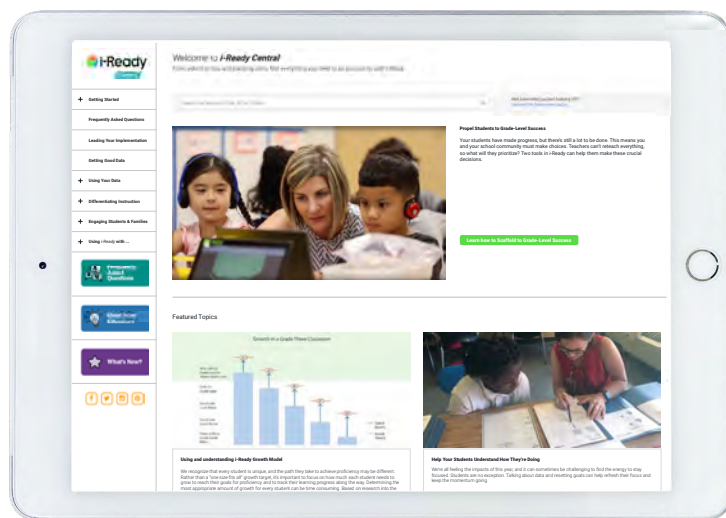 i-Ready
Central
Welcome to i-Ready Central
+ Getting Started
Frequently Asked Questions
Leading Your Implementation
Getting Good Data
+ Using Your Data
+ Differentiating Instruction
+ Engaging Students & Families
+ Using i-Ready with ...
Frequently
Asked
Questions
What's New?
Propel Students to Grade-Level Success
Your students have made progress, but there's still a lot to be done. This means you
and your school community must make choices. Teachers can't reteach everything,
so what will they prioritize? Two tools in i-Ready can help them make these crucial
decisions.
Learn how to Scaffold to Grade-Level Success
Featured Topics
Growth in a Grade Three Classroom
Using and understanding i-Ready Growth Model
We recognize that every student is unique, and the path they take to achieve proficiency may be different.
Rather than a "one size fits all" growth target, it's important to focus on how much each student needs to
grow to reach their goals for proficiency and to track their learning progress along the way. Determining the
most appropriate amount of growth for every student can be time consuming. Based on research into the
Help Your Students Understand How They're Doing
We're all feeling the impacts of this year, and it can sometimes be challenging to find the energy to stay
focused. Students are no exception. Talking about data and resetting goals can help refresh their focus and
keep the momentum going.